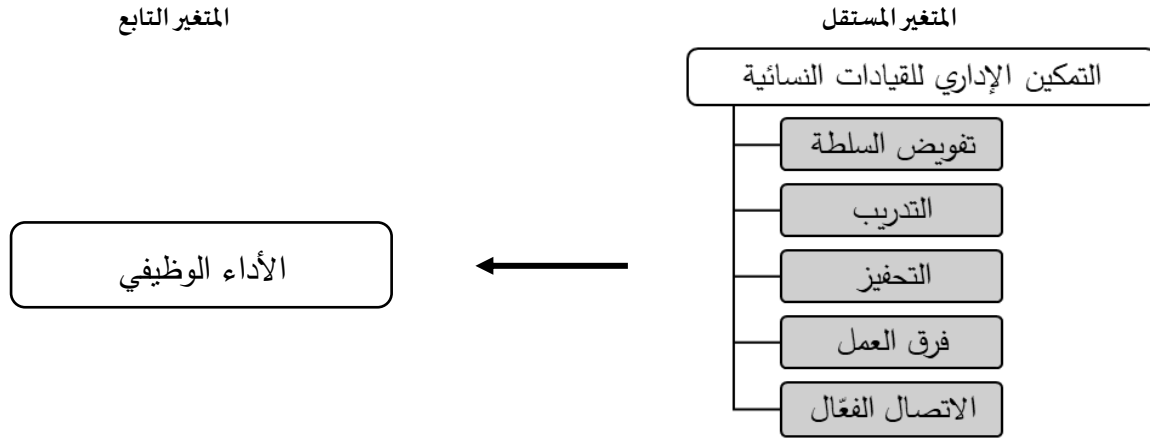 المتغير المستقل
المتغير التابع
التمكين الإداري للقيادات النسائية
تفويض السلطة
التدريب
التحفيز
فرق العمل
الاتصال الفعّال
الأداء الوظيفي